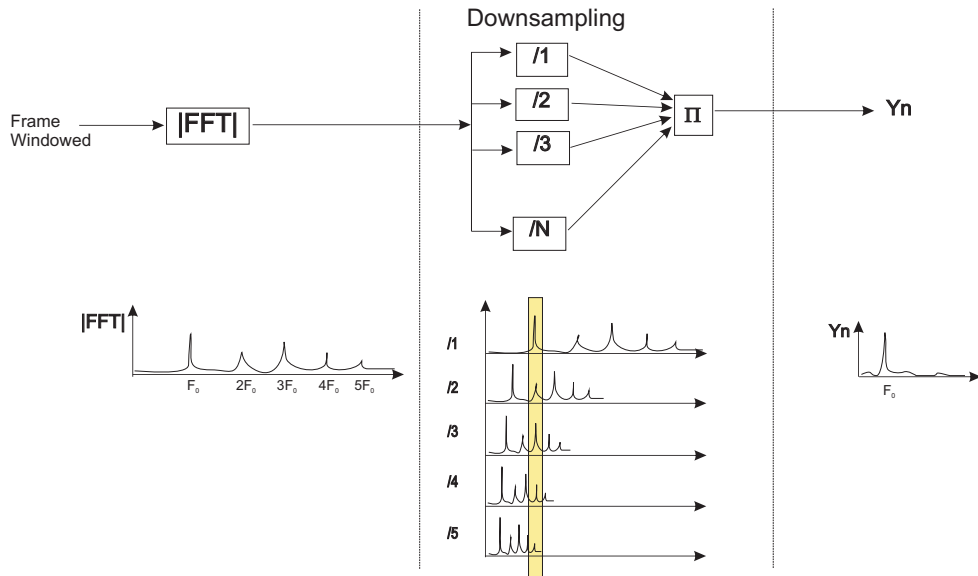 Downsampling
/1
/2
/3
/N
Frame
Windowed
|FFT|
Π
Yn
|FFT|
F₀
2F₀
3F₀
4F₀
5F₀
/1
/2
/3
/4
/5
Yn
F₀